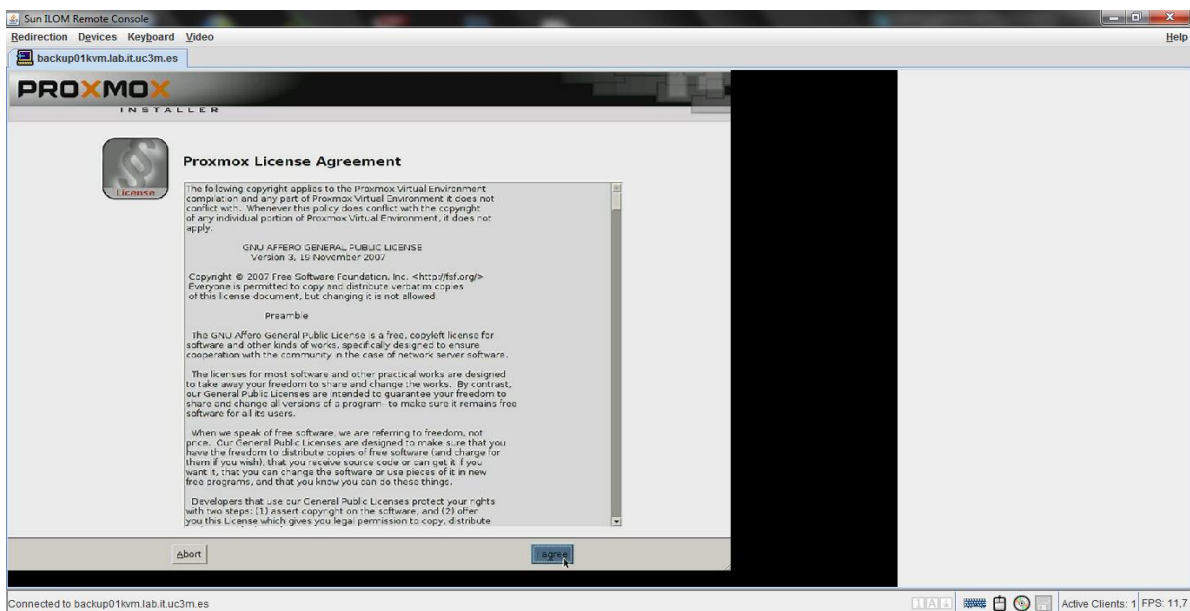 Sun ILOM Remote Console
Redirection Devices Keyboard Video Help
backup01kvm.lab.it.uc3m.es
PROXMOX
INSTALLER
License
Proxmox License Agreement
The following copyright applies to the Proxmox Virtual Environment
compilation and any part of Proxmox Virtual Environment it does not
conflict with. Whenever this policy does conflict with the copyright
of any individual portion of Proxmox Virtual Environment, it does not
apply.
GNU AFFERO GENERAL PUBLIC LICENSE
Version 3, 19 November 2007
Copyright © 2007 Free Software Foundation, Inc. <http://fsf.org/>
Everyone is permitted to copy and distribute verbatim copies
of this license document, but changing it is not allowed.
Preamble
The GNU Affero General Public License is a free, copyleft license for
software and other kinds of works, specifically designed to ensure
cooperation with the community in the case of network server software.
The licenses for most software and other practical works are designed
to take away your freedom to share and change the works. By contrast,
our General Public Licenses are intended to guarantee your freedom to
share and change all versions of a program--to make sure it remains free
software for all its users.
When we speak of free software, we are referring to freedom, not
price. Our General Public Licenses are designed to make sure that you
have the freedom to distribute copies of free software (and charge for
them if you wish), that you receive source code or can get it if you
want it, that you can change the software or use pieces of it in new
free programs, and that you know you can do these things.
Developers that use our General Public Licenses protect your rights
with two steps: (1) assert copyright on the software, and (2) offer
you this License which gives you legal permission to copy, distribute
Abort
I agree
Connected to backup01kvm.lab.it.uc3m.es
Active Clients: 1 FPS: 11,7